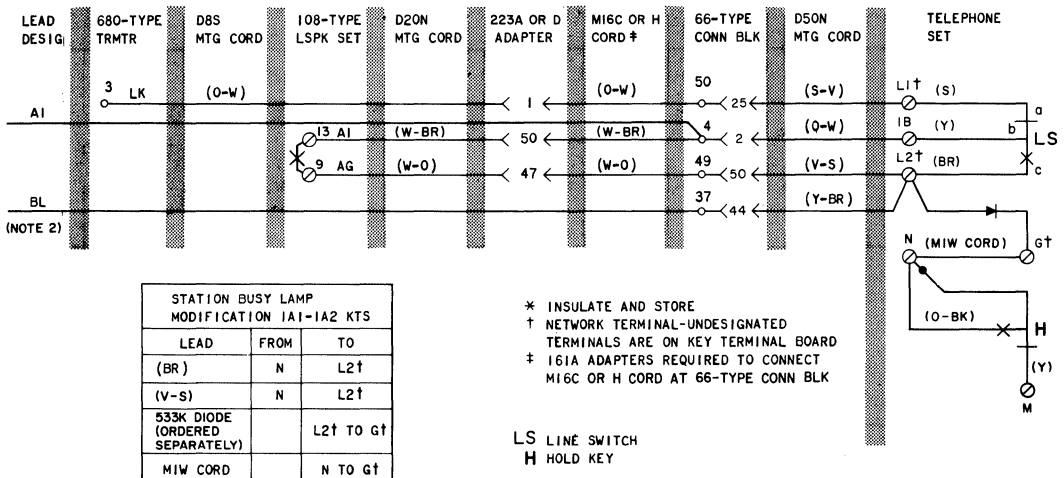 LEAD DESIG
680-TYPE TRMTR
D8S MTG CORD
108-TYPE LSPK SET
D20N MTG CORD
223A OR D ADAPTER
M16C OR H CORD ‡
66-TYPE CONN BLK
D50N MTG CORD
TELEPHONE SET
3 LK (O-W) 1 (O-W) 50 25 (S-V) L1† (S) a
A1
13 A1 (W-BR) 50 (W-BR) 4 2 (O-W) 1B (Y) b LS
9 AG (W-O) 47 (W-O) 49 50 (V-S) L2† (BR) c
BL 37 44 (Y-BR)
(NOTE 2)
N (MIW CORD) G†
(O-BK) H
(Y)
M
STATION BUSY LAMP
MODIFICATION 1A1-1A2 KTS
LEAD FROM TO
(BR) N L2†
(V-S) N L2†
533K DIODE
(ORDERED
SEPARATELY) L2† TO G†
MIW CORD N TO G†
* INSULATE AND STORE
† NETWORK TERMINAL-UNDESIGNATED
TERMINALS ARE ON KEY TERMINAL BOARD
‡ 161A ADAPTERS REQUIRED TO CONNECT
M16C OR H CORD AT 66-TYPE CONN BLK
LS LINE SWITCH
H HOLD KEY